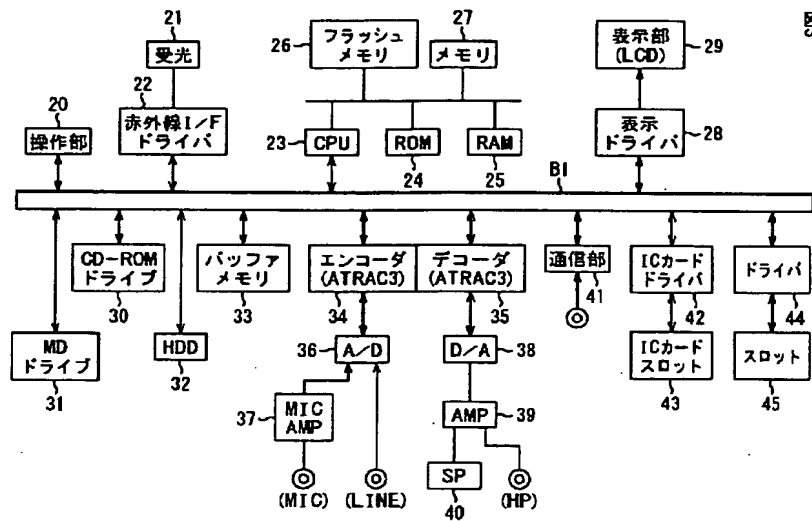 21
受光
26
フラッシュ
メモリ
27
メモリ
表示部
(LCD)
29
図5
20
操作部
22
赤外線I/F
ドライバ
23
CPU
ROM
24
RAM
25
表示
ドライバ
28
B1
CD-ROM
ドライブ
30
バッファ
メモリ
33
エンコーダ
(ATRAC3)
34
デコーダ
(ATRAC3)
35
通信部
41
ICカード
ドライバ
42
ドライバ
44
MD
ドライブ
31
HDD
32
36
A/D
D/A
38
ICカード
スロット
43
スロット
45
37
MIC
AMP
AMP
39
SP
40
(MIC)
(LINE)
(HP)